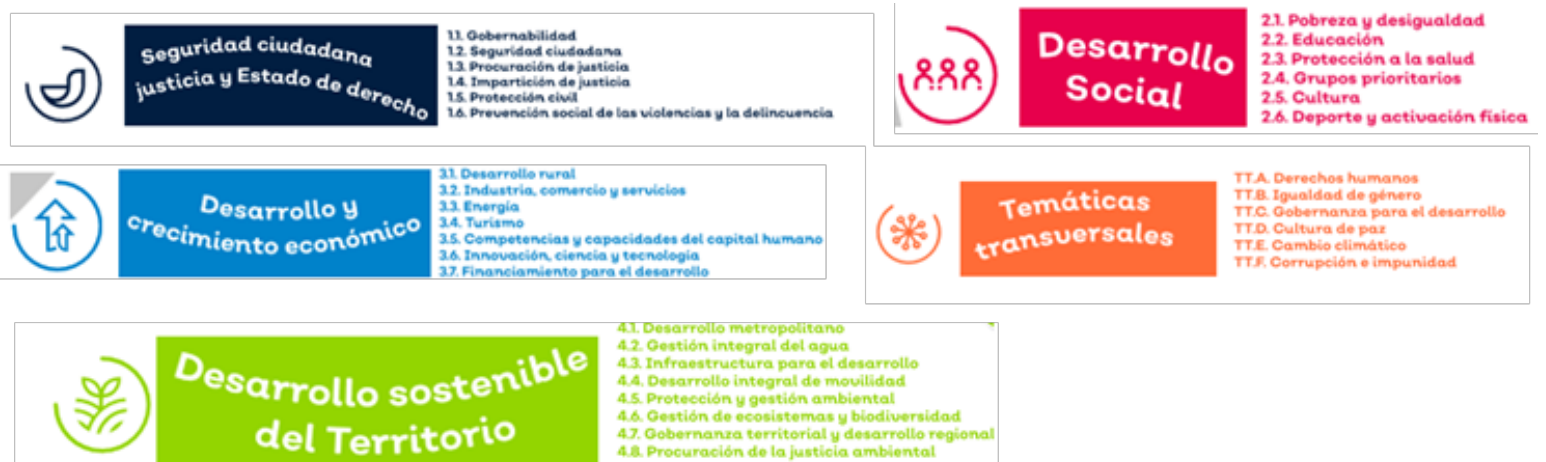 Seguridad ciudadana
justicia y Estado de derecho
1.1. Gobernabilidad
1.2. Seguridad ciudadana
1.3. Procuración de justicia
1.4. Impartición de justicia
1.5. Protección civil
1.6. Prevención social de las violencias y la delincuencia
Desarrollo
Social
2.1. Pobreza y desigualdad
2.2. Educación
2.3. Protección a la salud
2.4. Grupos prioritarios
2.5. Cultura
2.6. Deporte y activación física
Desarrollo y
crecimiento económico
3.1. Desarrollo rural
3.2. Industria, comercio y servicios
3.3. Energía
3.4. Turismo
3.5. Competencias y capacidades del capital humano
3.6. Innovación, ciencia y tecnología
3.7. Financiamiento para el desarrollo
Temáticas
transversales
TT.A. Derechos humanos
TT.B. Igualdad de género
TT.C. Gobernanza para el desarrollo
TT.D. Cultura de paz
TT.E. Cambio climático
TT.F. Corrupción e impunidad
Desarrollo sostenible
del Territorio
4.1. Desarrollo metropolitano
4.2. Gestión integral del agua
4.3. Infraestructura para el desarrollo
4.4. Desarrollo integral de movilidad
4.5. Protección y gestión ambiental
4.6. Gestión de ecosistemas y biodiversidad
4.7. Gobernanza territorial y desarrollo regional
4.8. Procuración de la justicia ambiental